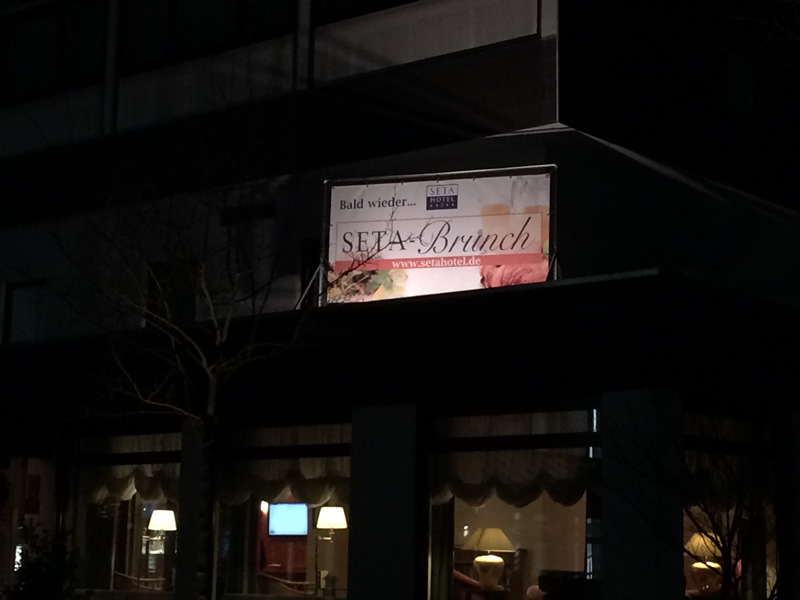 Bald wieder...
SETA
HOTEL
SETA-Brunch
www.setahotel.de